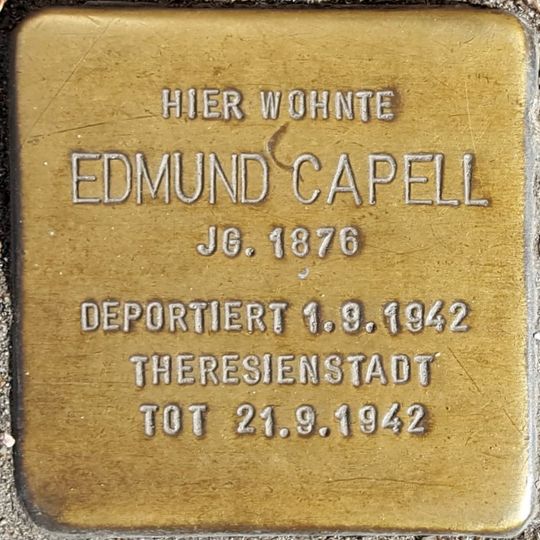 HIER WOHNTE
EDMUND CAPELL
JG. 1876
DEPORTIERT 1.9.1942
THERESIENSTADT
TOT 21.9.1942